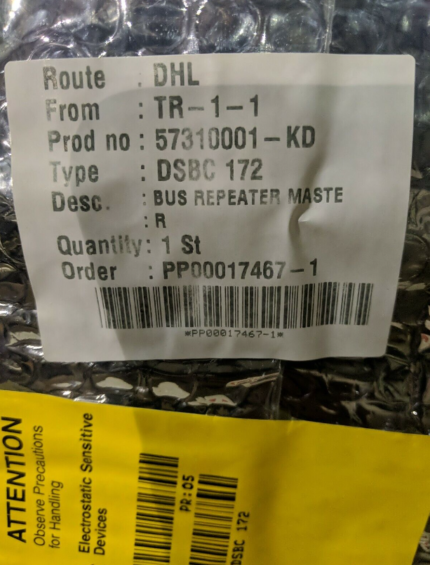 Route : DHL
From : TR-1-1
Prod no : 57310001-KD
Type : DSBC 172
Desc. : BUS REPEATER MASTE
: R
Quantity: 1 St
Order : PP00017467-1
*PP00017467-1*
ATTENTION
Observe Precautions
for Handling
Electrostatic Sensitive
Devices
PR:05
DSBC 172